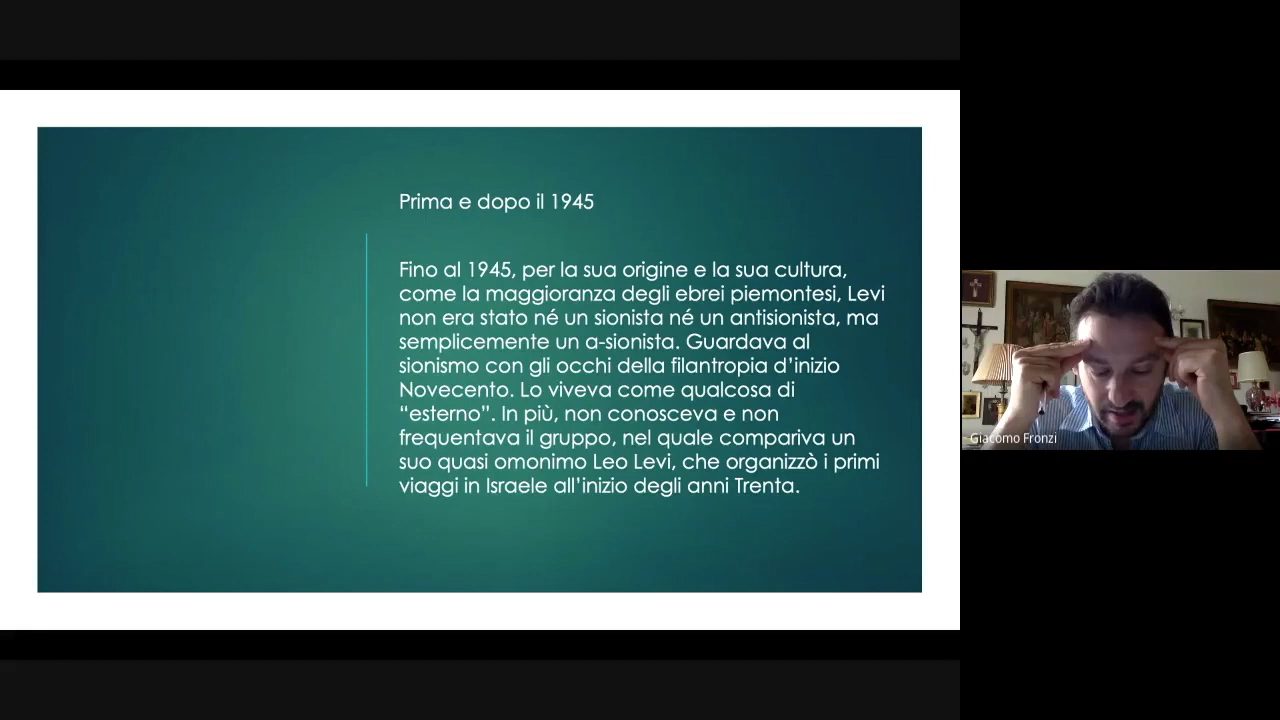 Prima e dopo il 1945
Fino al 1945, per la sua origine e la sua cultura,
come la maggioranza degli ebrei piemontesi, Levi
non era stato né un sionista né un antisionista, ma
semplicemente un a-sionista. Guardava al
sionismo con gli occhi della filantropia d’inizio
Novecento. Lo viveva come qualcosa di
“esterno”. In più, non conosceva e non
frequentava il gruppo, nel quale compariva un
suo quasi omonimo Leo Levi, che organizzò i primi
viaggi in Israele all’inizio degli anni Trenta.
Giacomo Fronzi